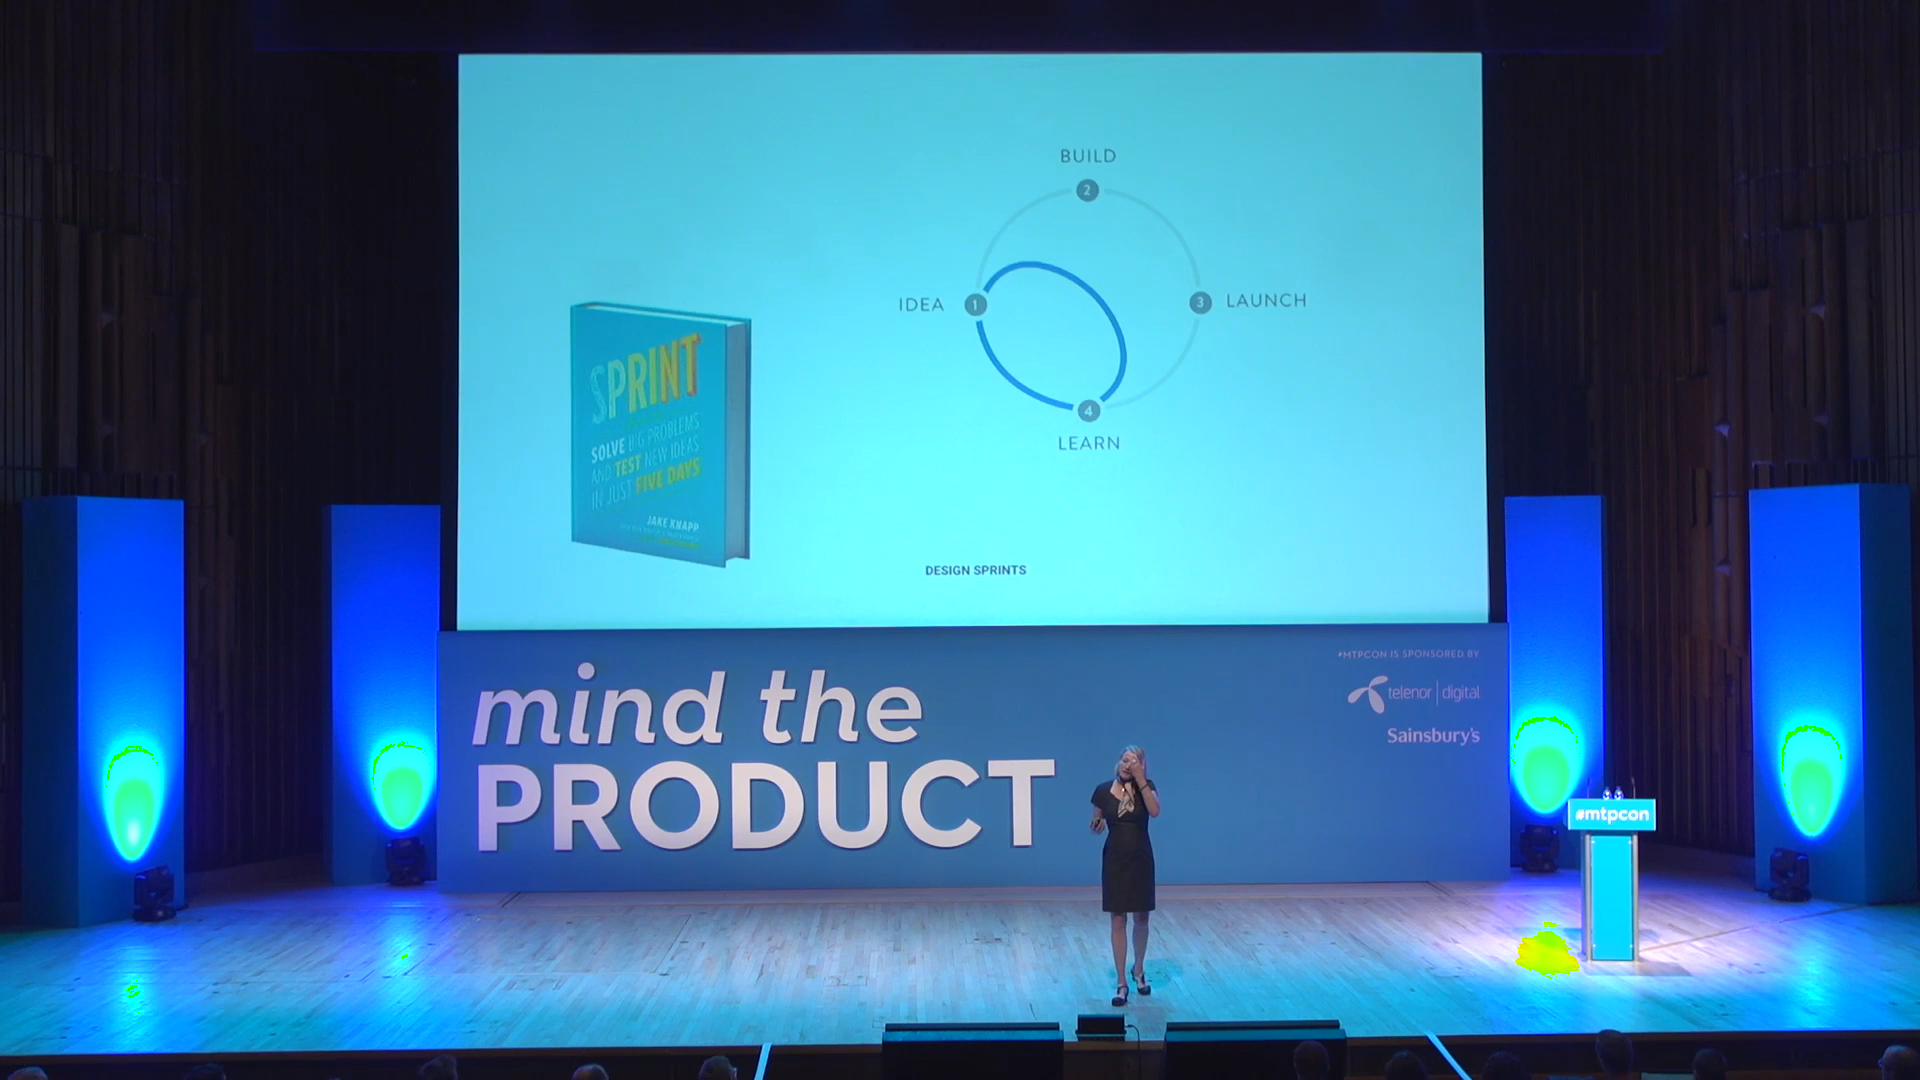 BUILD
2
IDEA
1
3
LAUNCH
4
LEARN
SPRINT
SOLVE BIG PROBLEMS
AND TEST NEW IDEAS
IN JUST FIVE DAYS
JAKE KNAPP
DESIGN SPRINTS
mind the
PRODUCT
#MTPCON IS SPONSORED BY
telenor | digital
Sainsbury's
#mtpcon